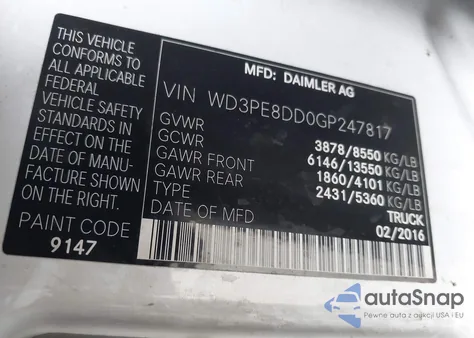 THIS VEHICLE
CONFORMS TO
ALL APPLICABLE
FEDERAL
VEHICLE SAFETY
STANDARDS IN
EFFECT ON THE
DATE OF MANU-
FACTURE SHOWN
PAINT CODE
9147
MFD: DAIMLER AG
VIN WD3PE8DD0GP247817
GVWR 3878/8550 KG/LB
GCWR 6146/13550 KG/LB
GAWR FRONT 1860/4101 KG/LB
GAWR REAR 2431/5360 KG/LB
TYPE TRUCK
DATE OF MFD 02/2016
autaSnap
Pewne auta z aukcji USA i EU